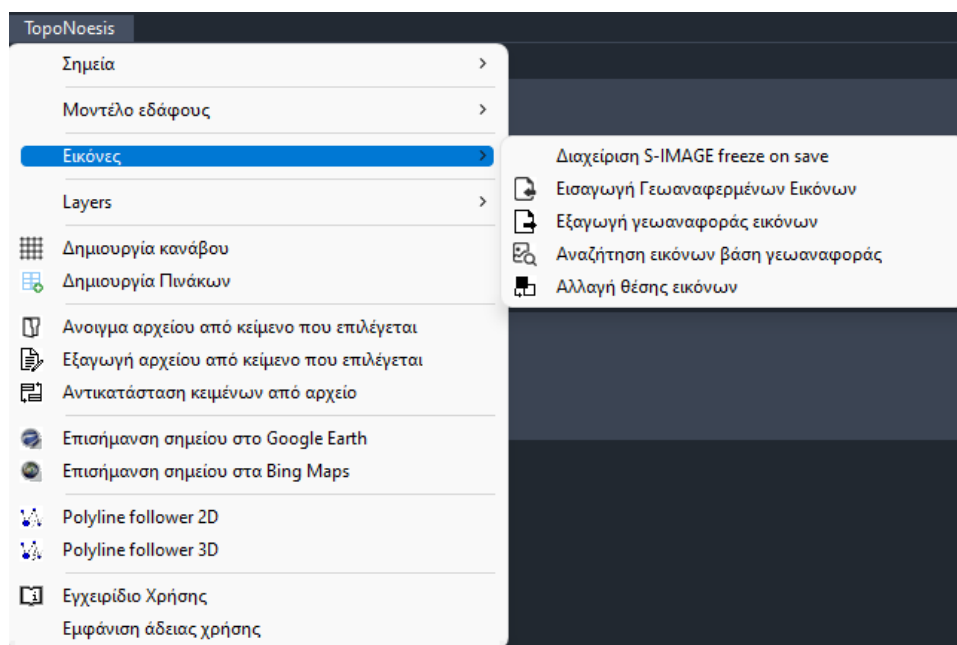 TopoNoesis
Σημεία
Μοντέλο εδάφους
Εικόνες
Layers
Δημιουργία κανάβου
Δημιουργία Πινάκων
Ανοιγμα αρχείου από κείμενο που επιλέγεται
Εξαγωγή αρχείου από κείμενο που επιλέγεται
Αντικατάσταση κειμένων από αρχείο
Επισήμανση σημείου στο Google Earth
Επισήμανση σημείου στα Bing Maps
Polyline follower 2D
Polyline follower 3D
Εγχειρίδιο Χρήσης
Εμφάνιση άδειας χρήσης
Διαχείριση S-IMAGE freeze on save
Εισαγωγή Γεωαναφερμένων Εικόνων
Εξαγωγή γεωαναφοράς εικόνων
Αναζήτηση εικόνων βάση γεωαναφοράς
Αλλαγή θέσης εικόνων